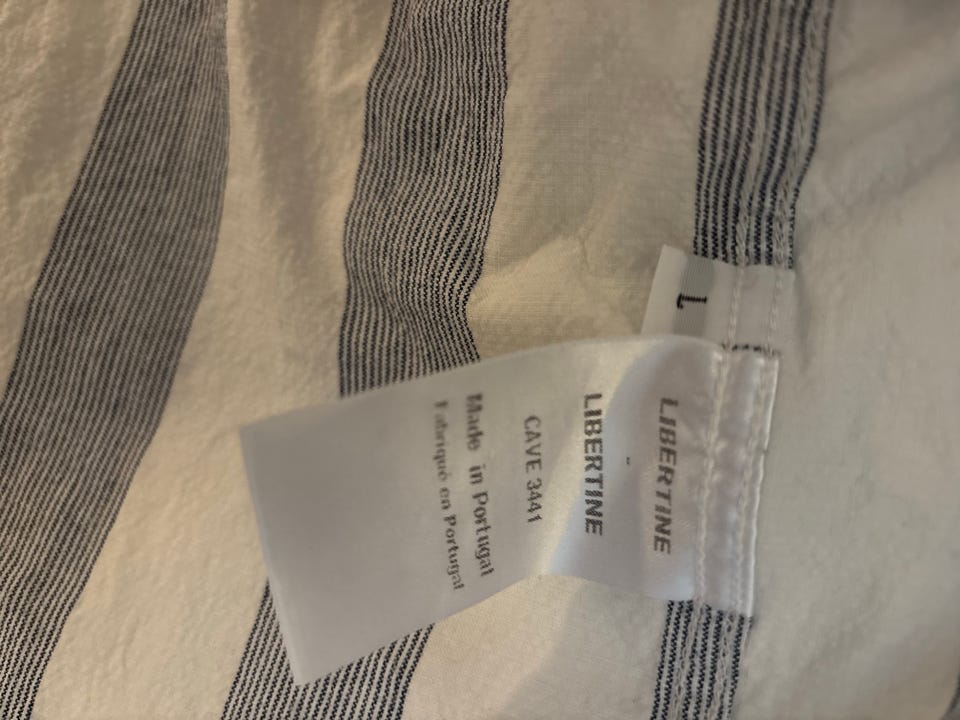 L
LIBERTINE
-
LIBERTINE
CAVE 3441
Made in Portugal
Fabriqué en Portugal